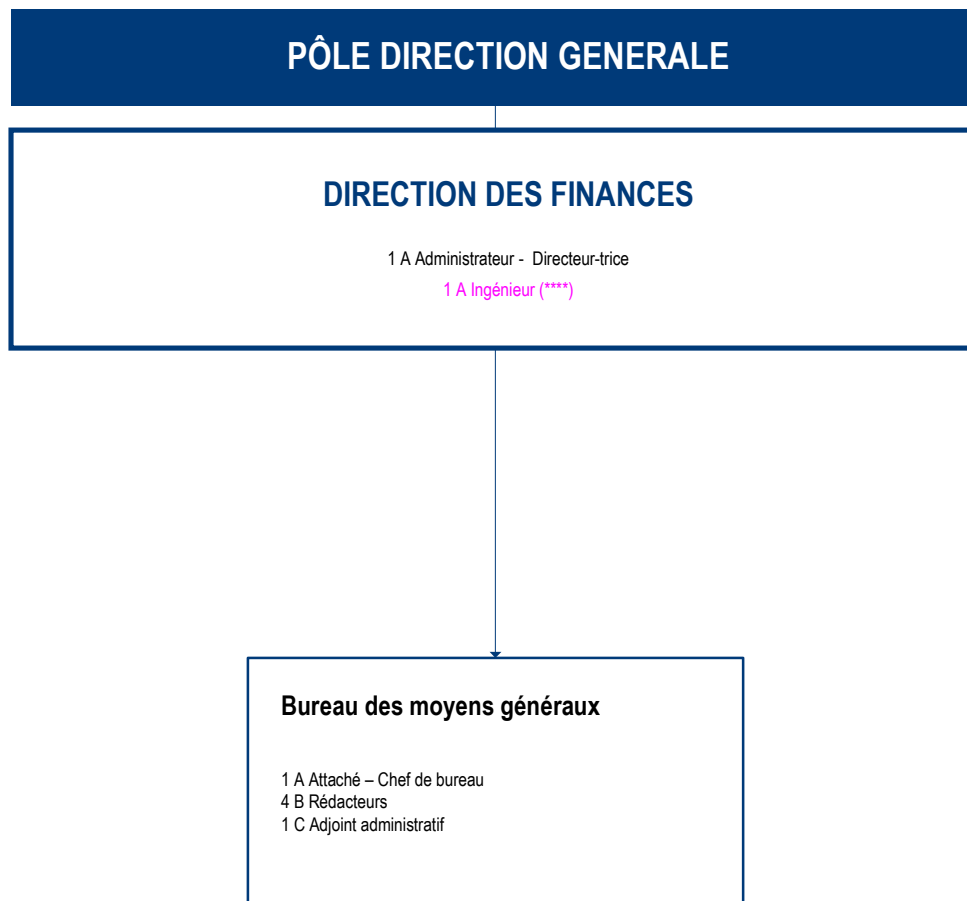 PÔLE DIRECTION GENERALE
DIRECTION DES FINANCES
1 A Administrateur - Directeur-trice
1 A Ingénieur (****)
Bureau des moyens généraux
1 A Attaché – Chef de bureau
4 B Rédacteurs
1 C Adjoint administratif